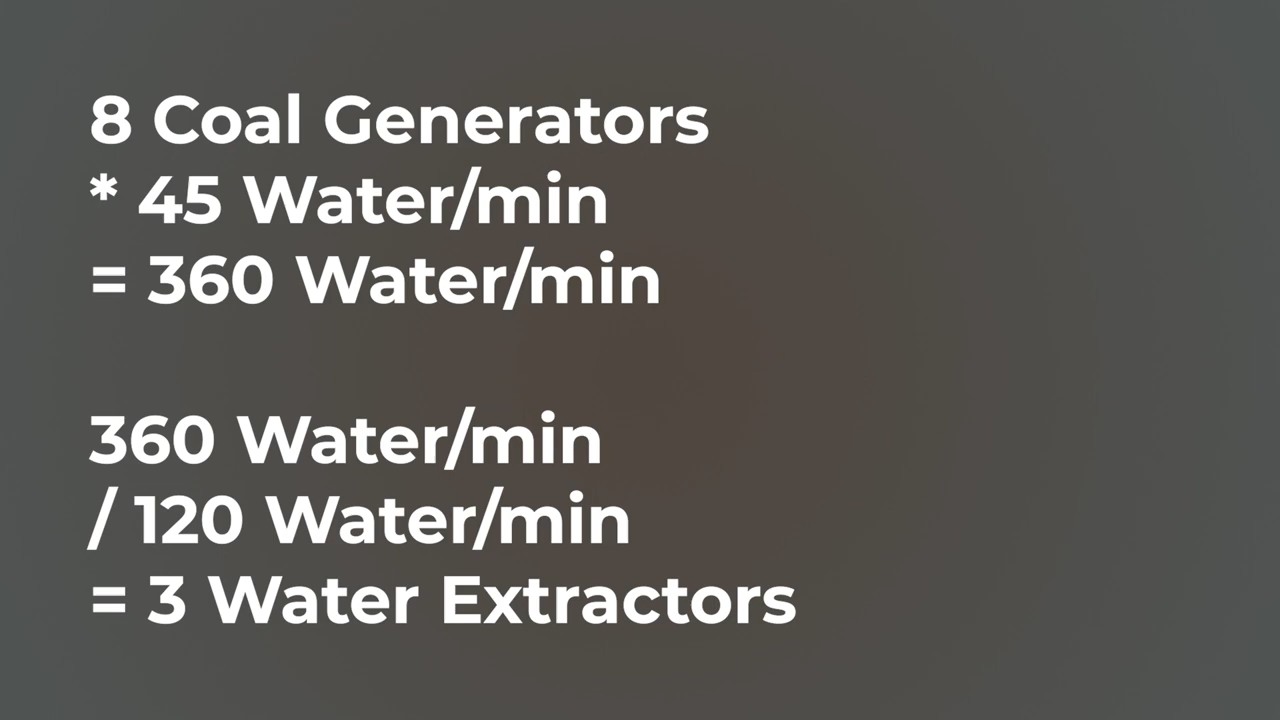 8 Coal Generators
* 45 Water/min
= 360 Water/min
360 Water/min
/ 120 Water/min
= 3 Water Extractors